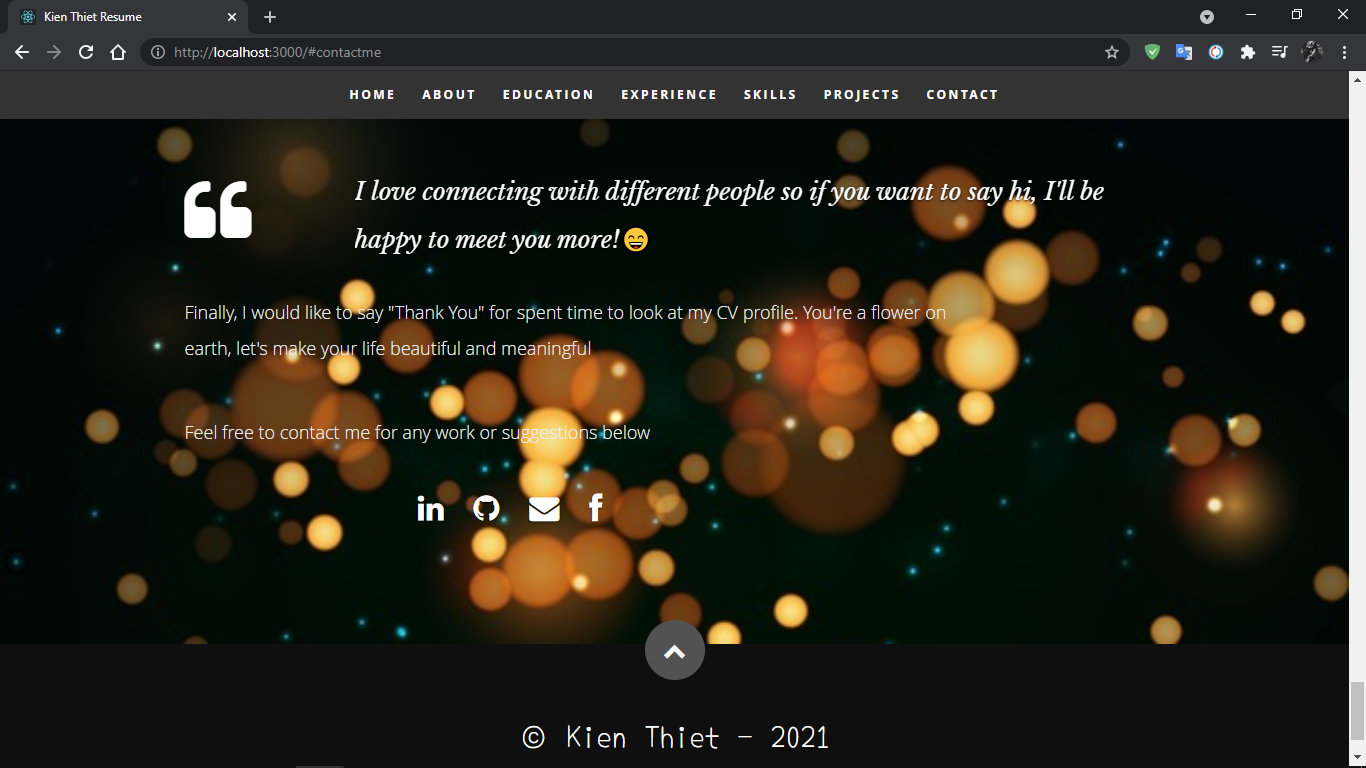 Kien Thiet Resume
http://localhost:3000/#contactme
HOME ABOUT EDUCATION EXPERIENCE SKILLS PROJECTS CONTACT
I love connecting with different people so if you want to say hi, I'll be
happy to meet you more! 😄
Finally, I would like to say "Thank You" for spent time to look at my CV profile. You're a flower on
earth, let's make your life beautiful and meaningful
Feel free to contact me for any work or suggestions below
© Kien Thiet - 2021